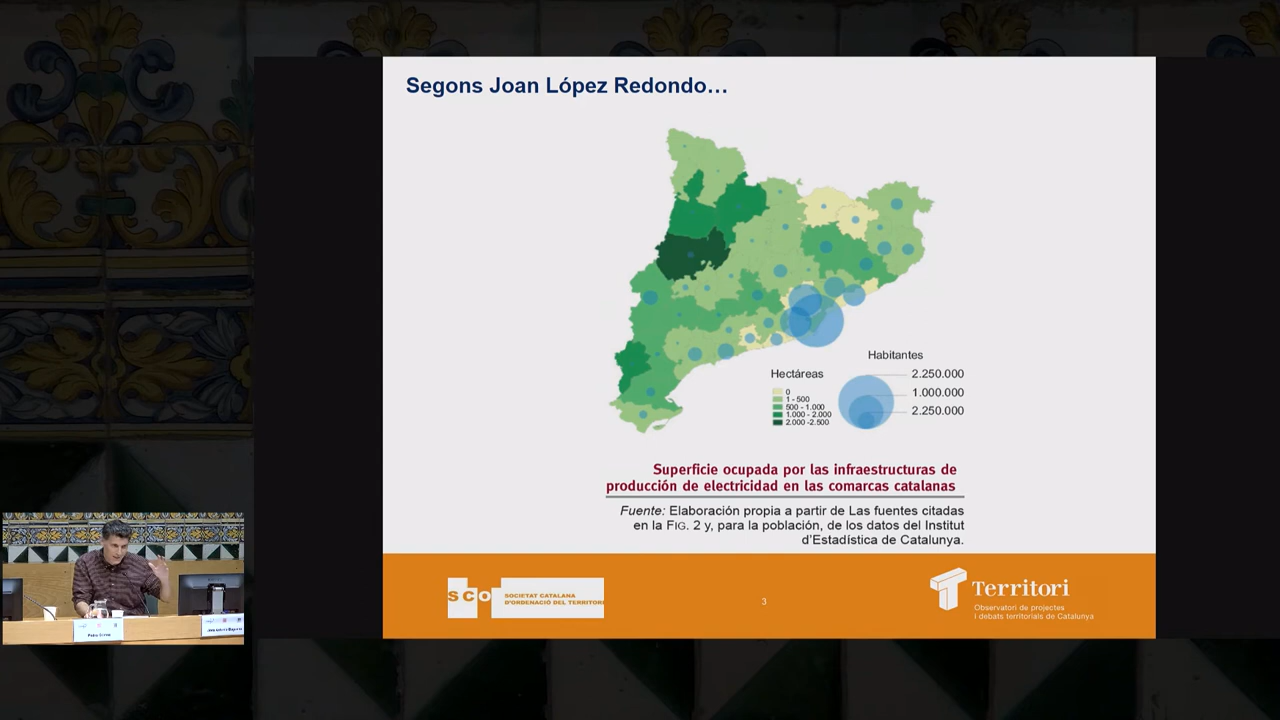 Segons Joan López Redondo…
Habitantes
2.250.000
1.000.000
2.250.000
Hectáreas
0
1 - 500
500 - 1.000
1.000 - 2.000
2.000 -2.500
Superficie ocupada por las infraestructuras de
producción de electricidad en las comarcas catalanas
Fuente: Elaboración propia a partir de Las fuentes citadas
en la FIG. 2 y, para la población, de los datos del Institut
d’Estadística de Catalunya.
SCOT
SOCIETAT CATALANA
D'ORDENACIÓ DEL TERRITORI
3
Territori
Observatori de projectes
i debats territorials de Catalunya